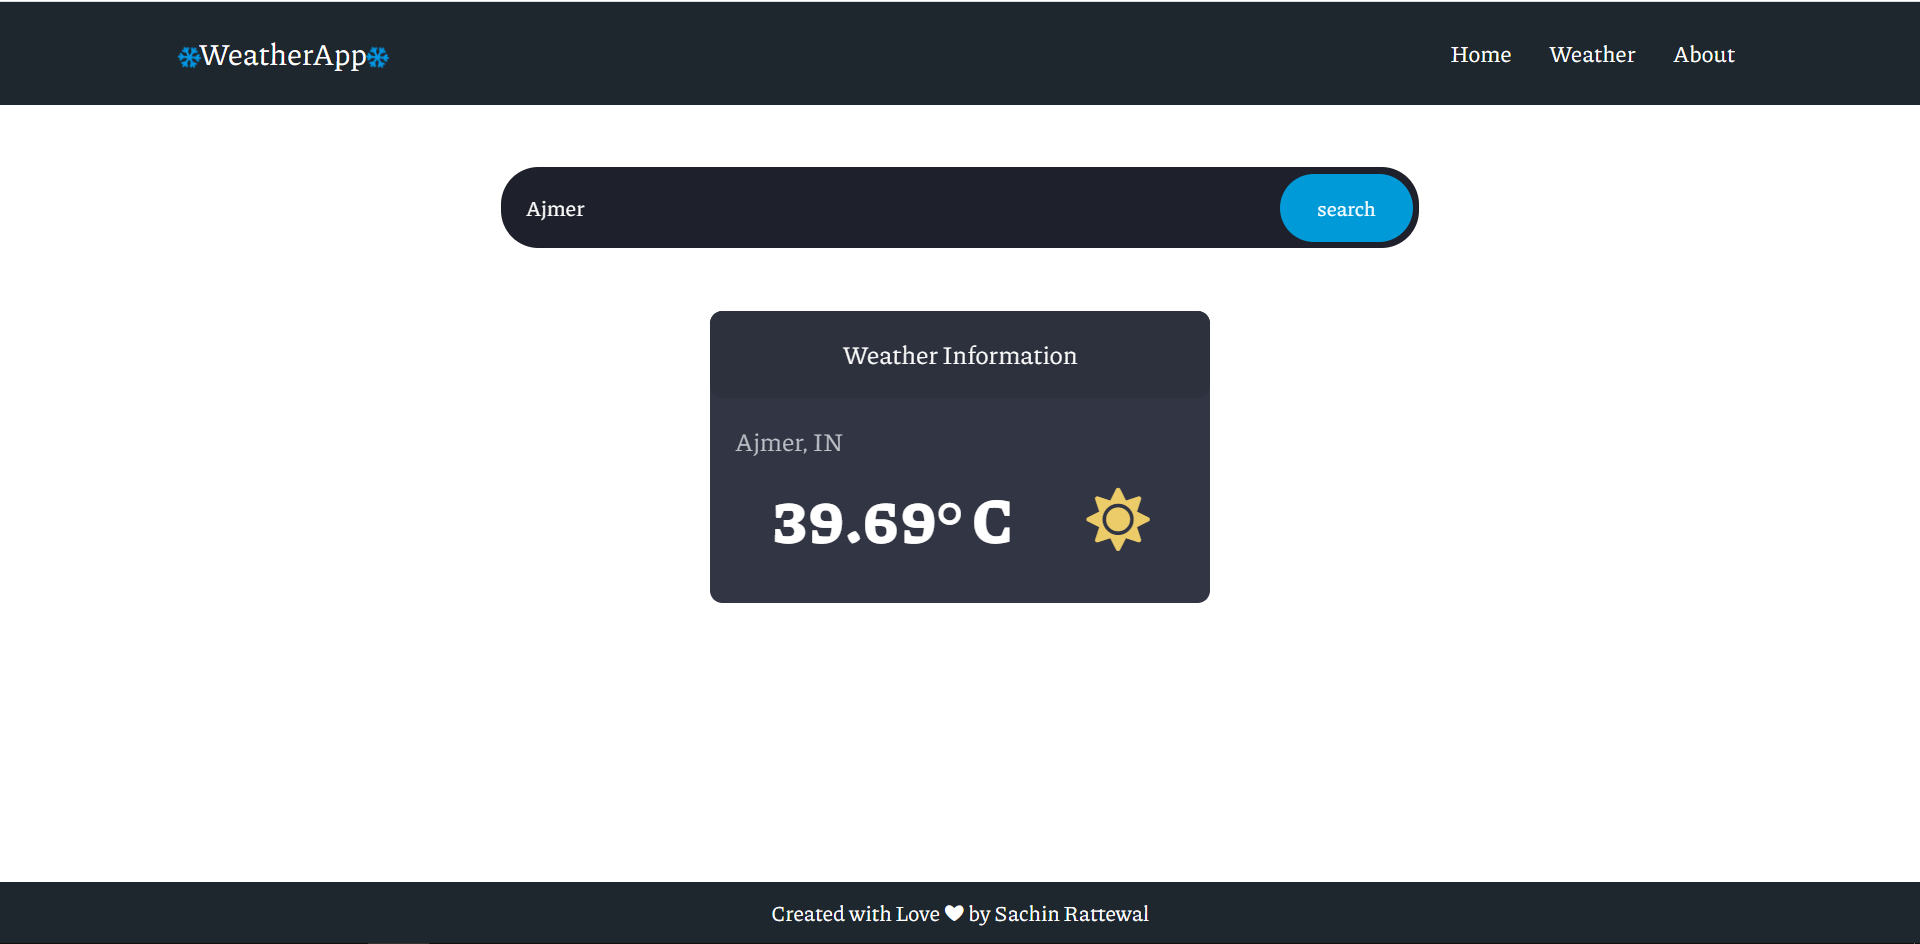 WeatherApp
Home Weather About
Ajmer search
Weather Information
Ajmer, IN
39.69° C
Created with Love by Sachin Rattewal